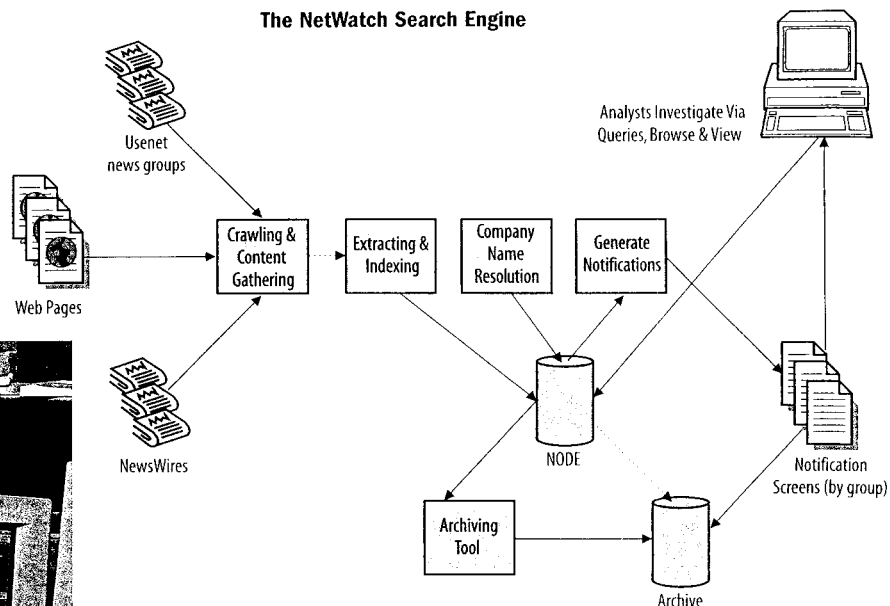 The NetWatch Search Engine
Usenet
news groups
Analysts Investigate Via
Queries, Browse & View
Web Pages
Crawling &
Content
Gathering
Extracting &
Indexing
Company
Name
Resolution
Generate
Notifications
NewsWires
NODE
Notification
Screens (by group)
Archiving
Tool
Archive